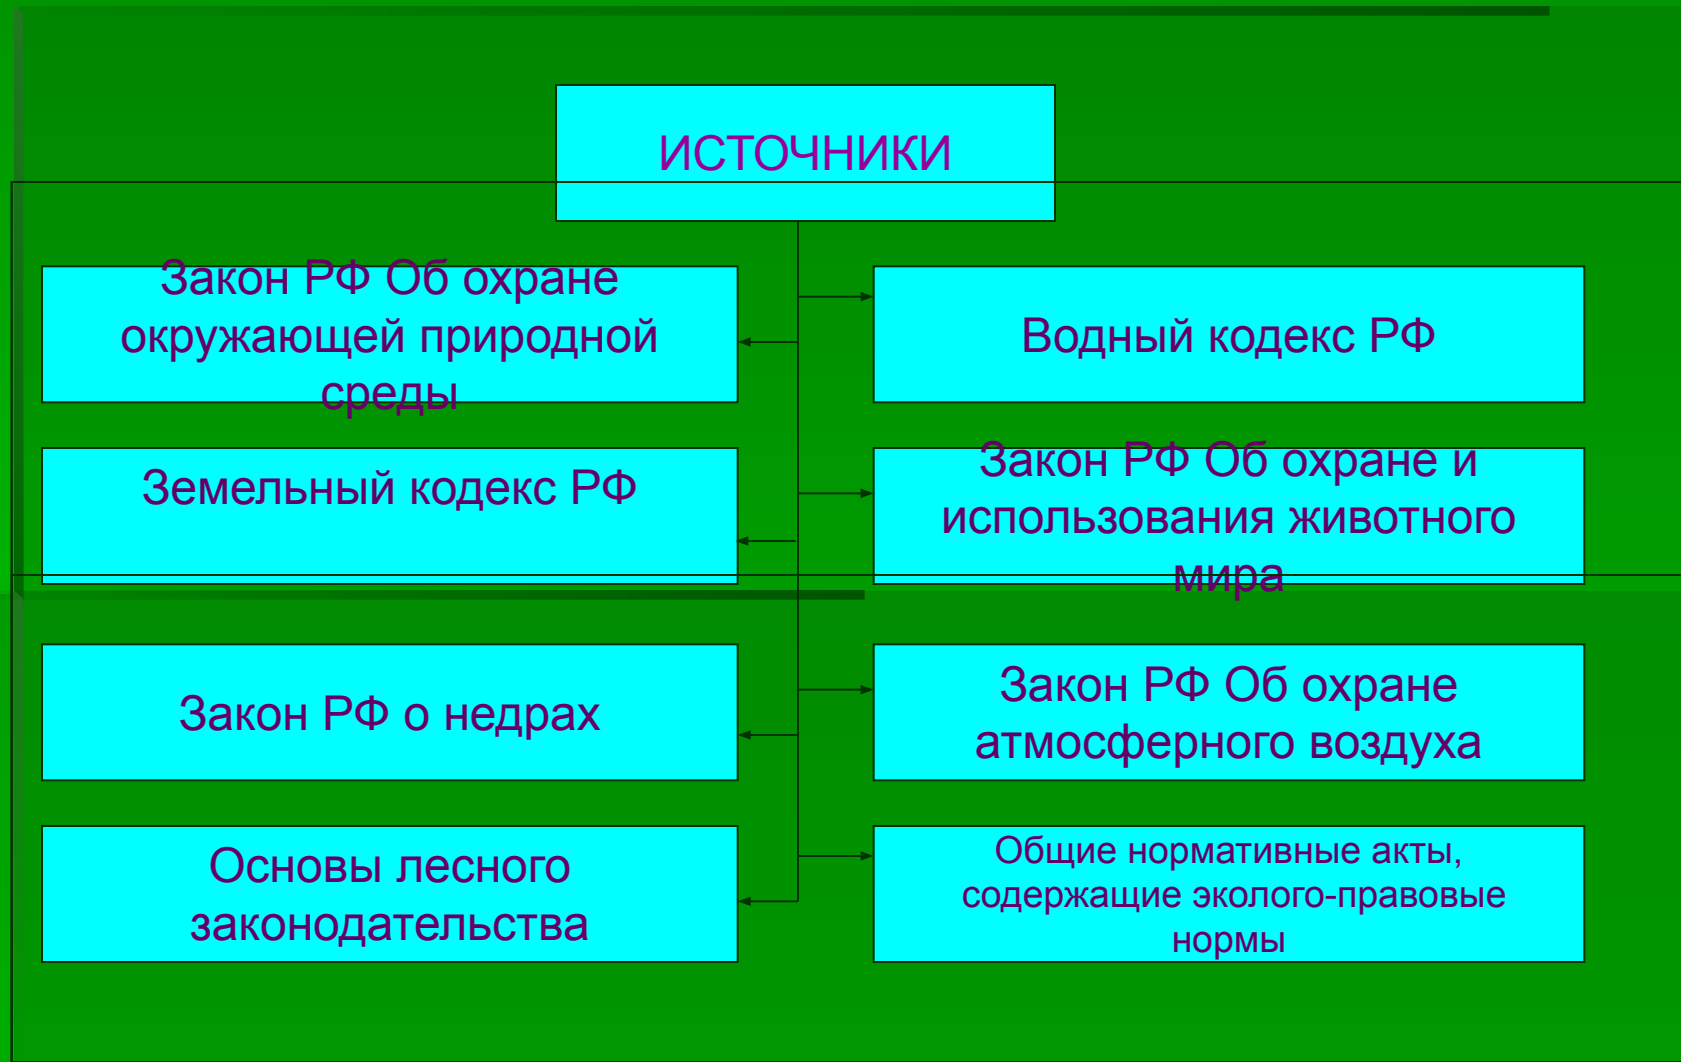 ИСТОЧНИКИ
Закон РФ Об охране
окружающей природной
среды
Водный кодекс РФ
Земельный кодекс РФ
Закон РФ Об охране и
использования животного
мира
Закон РФ о недрах
Закон РФ Об охране
атмосферного воздуха
Основы лесного
законодательства
Общие нормативные акты,
содержащие эколого-правовые
нормы